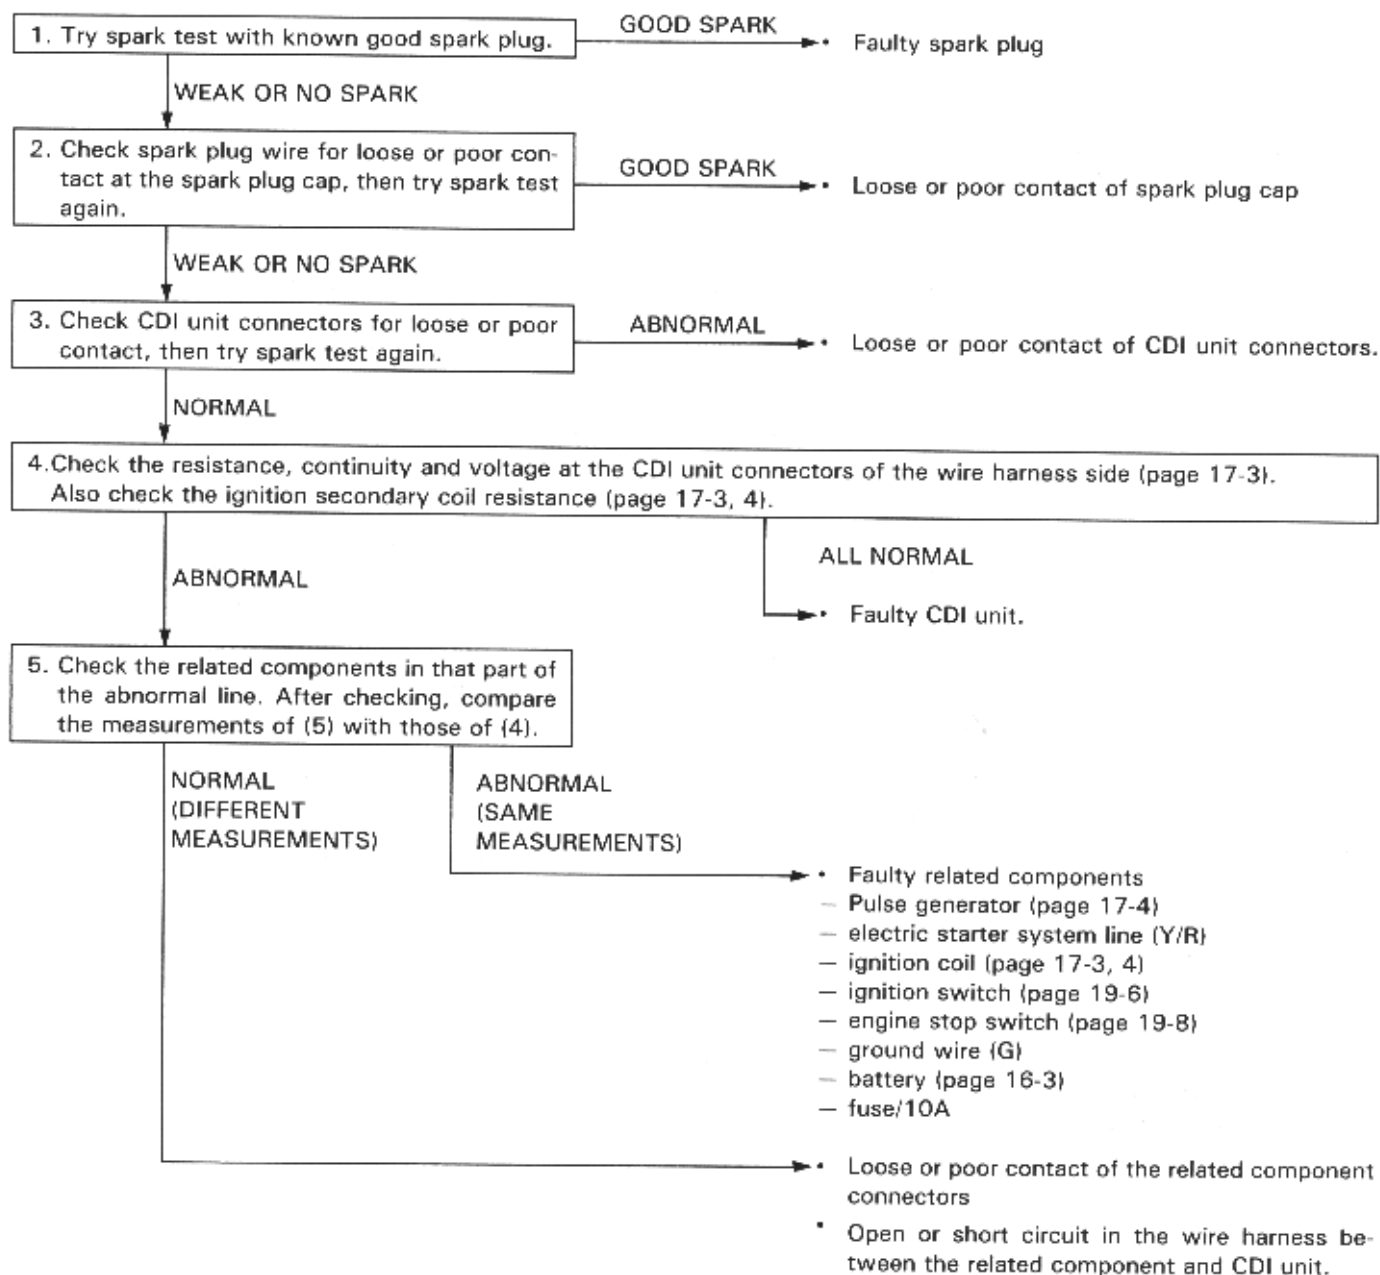 1. Try spark test with known good spark plug.
GOOD SPARK
• Faulty spark plug
WEAK OR NO SPARK
2. Check spark plug wire for loose or poor con-
tact at the spark plug cap, then try spark test
again.
GOOD SPARK
• Loose or poor contact of spark plug cap
WEAK OR NO SPARK
3. Check CDI unit connectors for loose or poor
contact, then try spark test again.
ABNORMAL
• Loose or poor contact of CDI unit connectors.
NORMAL
4.Check the resistance, continuity and voltage at the CDI unit connectors of the wire harness side (page 17-3).
Also check the ignition secondary coil resistance (page 17-3, 4).
ALL NORMAL
• Faulty CDI unit.
ABNORMAL
5. Check the related components in that part of
the abnormal line. After checking, compare
the measurements of (5) with those of (4).
NORMAL
(DIFFERENT
MEASUREMENTS)
ABNORMAL
(SAME
MEASUREMENTS)
• Faulty related components
— Pulse generator (page 17-4)
— electric starter system line (Y/R)
— ignition coil (page 17-3, 4)
— ignition switch (page 19-6)
— engine stop switch (page 19-8)
— ground wire (G)
— battery (page 16-3)
— fuse/10A
• Loose or poor contact of the related component
connectors
• Open or short circuit in the wire harness be-
tween the related component and CDI unit.